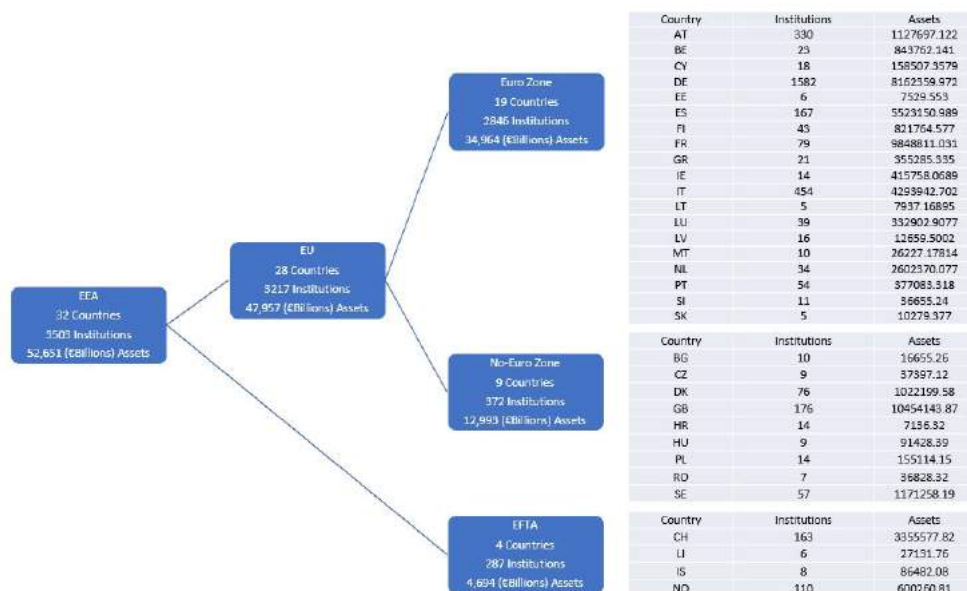 Euro Zone
19 Countries
2846 Institutions
34,964 (€Billions) Assets
EU
28 Countries
3217 Institutions
47,957 (€Billions) Assets
EEA
32 Countries
3503 Institutions
52,651 (€Billions) Assets
No-Euro Zone
9 Countries
372 Institutions
12,993 (€Billions) Assets
EFTA
4 Countries
287 Institutions
4,694 (€Billions) Assets
Country Institutions Assets
AT 330 1127697.122
BE 23 843762.141
CY 18 158507.3579
DE 1582 8162359.972
EE 6 7529.553
ES 167 5523150.989
FI 43 821764.577
FR 79 9848811.031
GR 21 355285.335
IE 14 415758.0689
IT 454 4293942.702
LT 5 7937.16895
LU 39 332902.9077
LV 16 12659.5002
MT 10 26227.17814
NL 34 2602370.077
PT 54 377083.318
SI 11 36655.24
SK 5 10279.377
Country Institutions Assets
BG 10 16655.26
CZ 9 37397.12
DK 76 1022199.58
GB 176 10454143.87
HR 14 7136.32
HU 9 91428.39
PL 14 155114.15
RO 7 36828.32
SE 57 1171258.19
Country Institutions Assets
CH 163 3355577.82
LI 6 27131.76
IS 8 86482.08
NO 110 600260.81